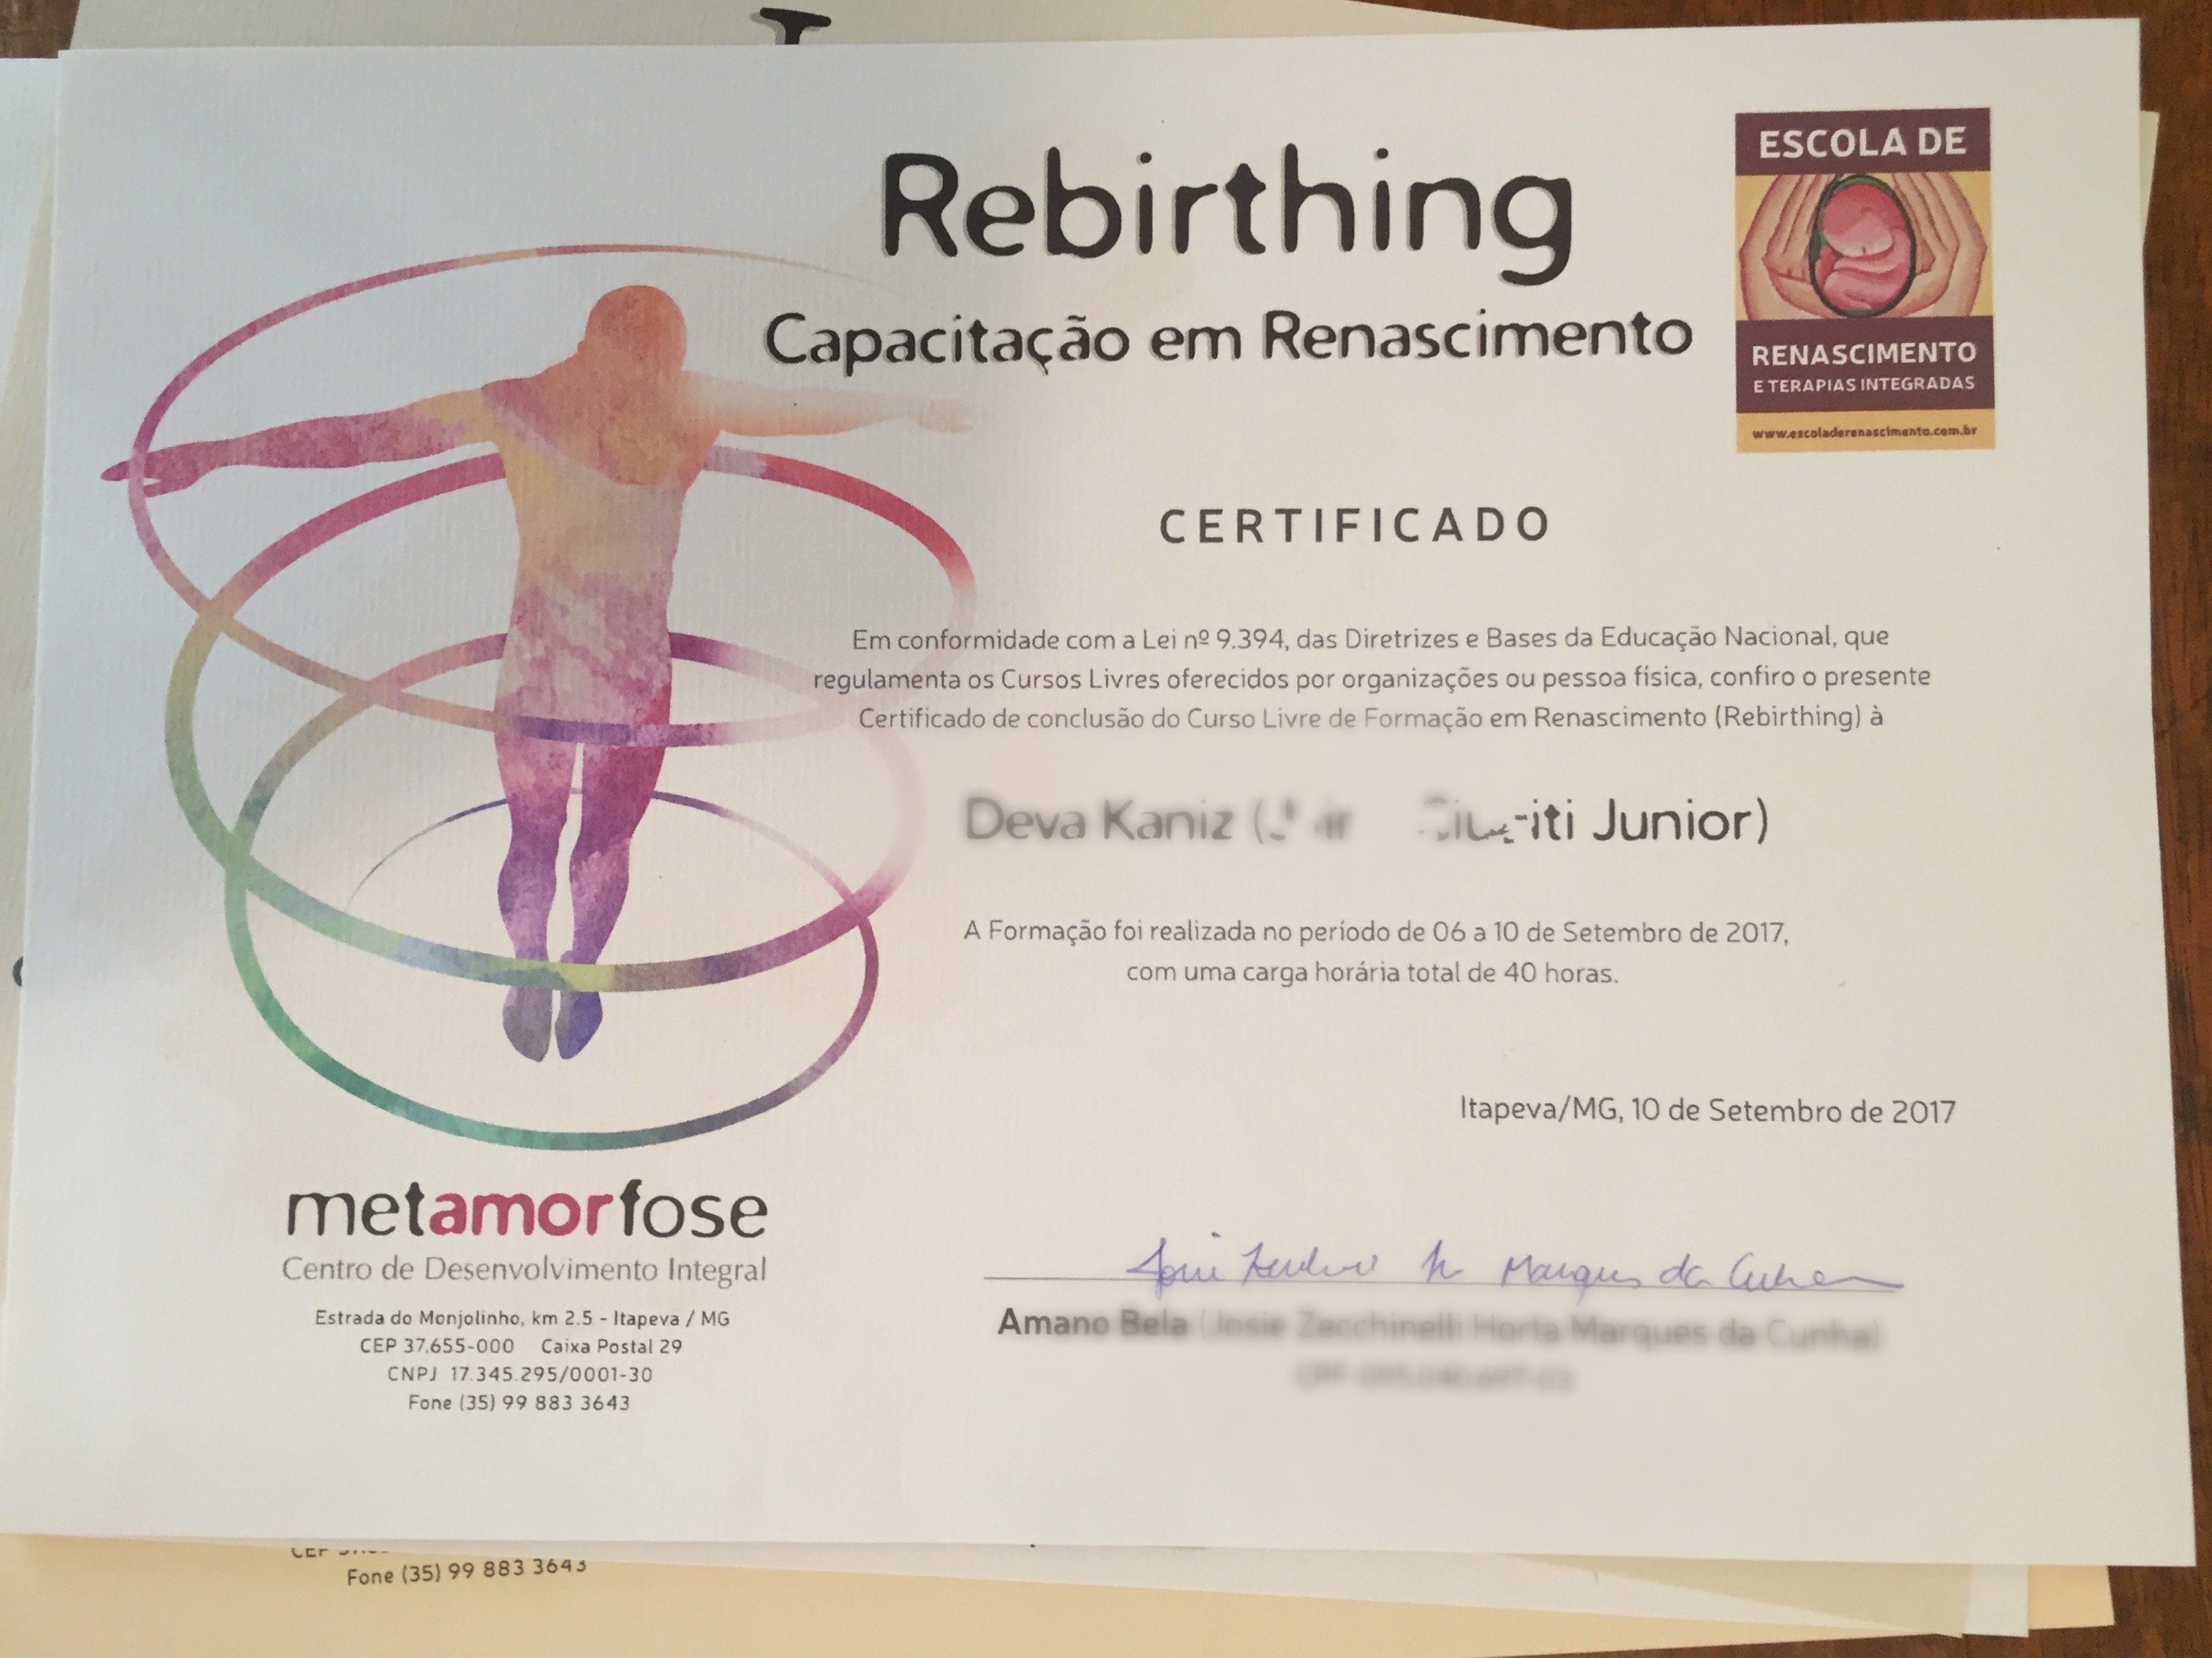 Rebirthing
Capacitação em Renascimento
ESCOLA DE
RENASCIMENTO
E TERAPIAS INTEGRADAS
www.escoladerenascimento.com.br
CERTIFICADO
Em conformidade com a Lei nº 9.394, das Diretrizes e Bases da Educação Nacional, que
regulamenta os Cursos Livres oferecidos por organizações ou pessoa física, confiro o presente
Certificado de conclusão do Curso Livre de Formação em Renascimento (Rebirthing) à
Deva Kaniz Junior)
A Formação foi realizada no período de 06 a 10 de Setembro de 2017,
com uma carga horária total de 40 horas.
Itapeva/MG, 10 de Setembro de 2017
Marques da Cunha
Amano Bela
metamorfose
Centro de Desenvolvimento Integral
Estrada do Monjolinho, km 2.5 - Itapeva / MG
CEP 37.655-000 Caixa Postal 29
CNPJ 17.345.295/0001-30
Fone (35) 99 883 3643
CEP
Fone (35) 99 883 3643